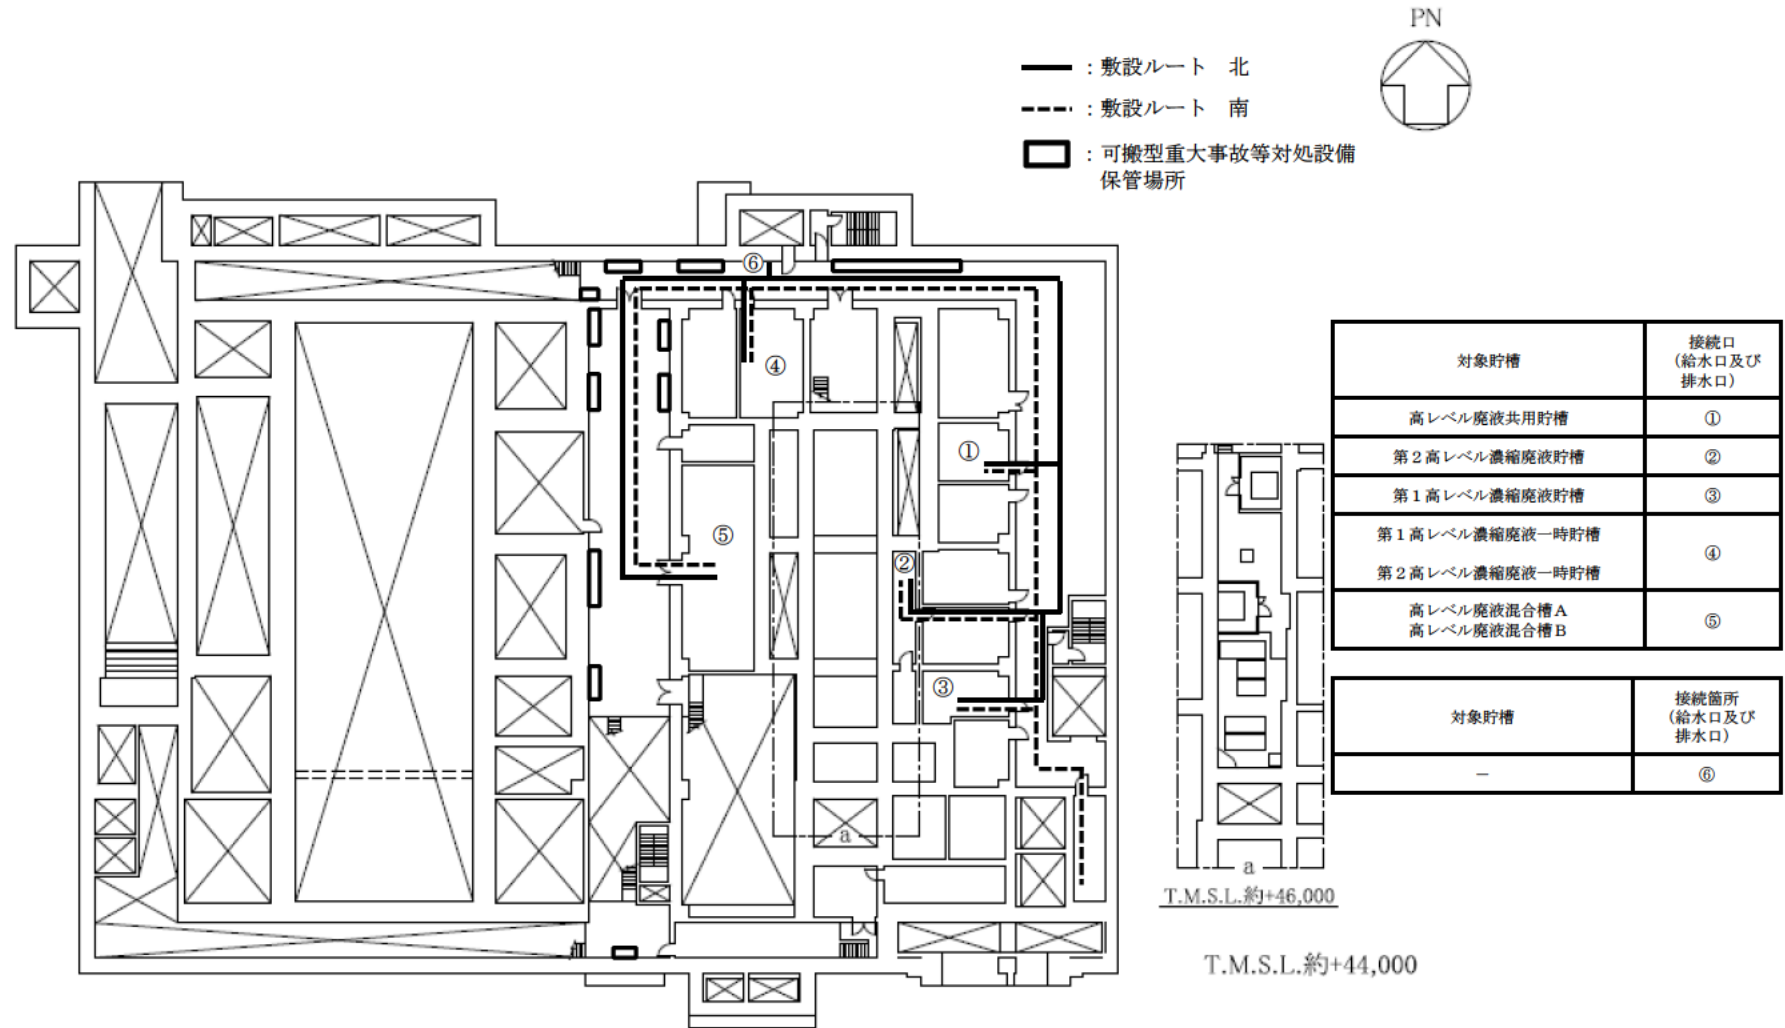 PN
：敷設ルート　北
：敷設ルート　南
：可搬型重大事故等対処設備
保管場所
⑥
④
①
⑤
②
③
a
対象貯槽
接続口
（給水口及び
排水口）
高レベル廃液共用貯槽
①
第２高レベル濃縮廃液貯槽
②
第１高レベル濃縮廃液貯槽
③
第１高レベル濃縮廃液一時貯槽
第２高レベル濃縮廃液一時貯槽
④
高レベル廃液混合槽Ａ
高レベル廃液混合槽Ｂ
⑤
対象貯槽
接続箇所
（給水口及び
排水口）
－
⑥
a
T.M.S.L.約+46,000
T.M.S.L.約+44,000